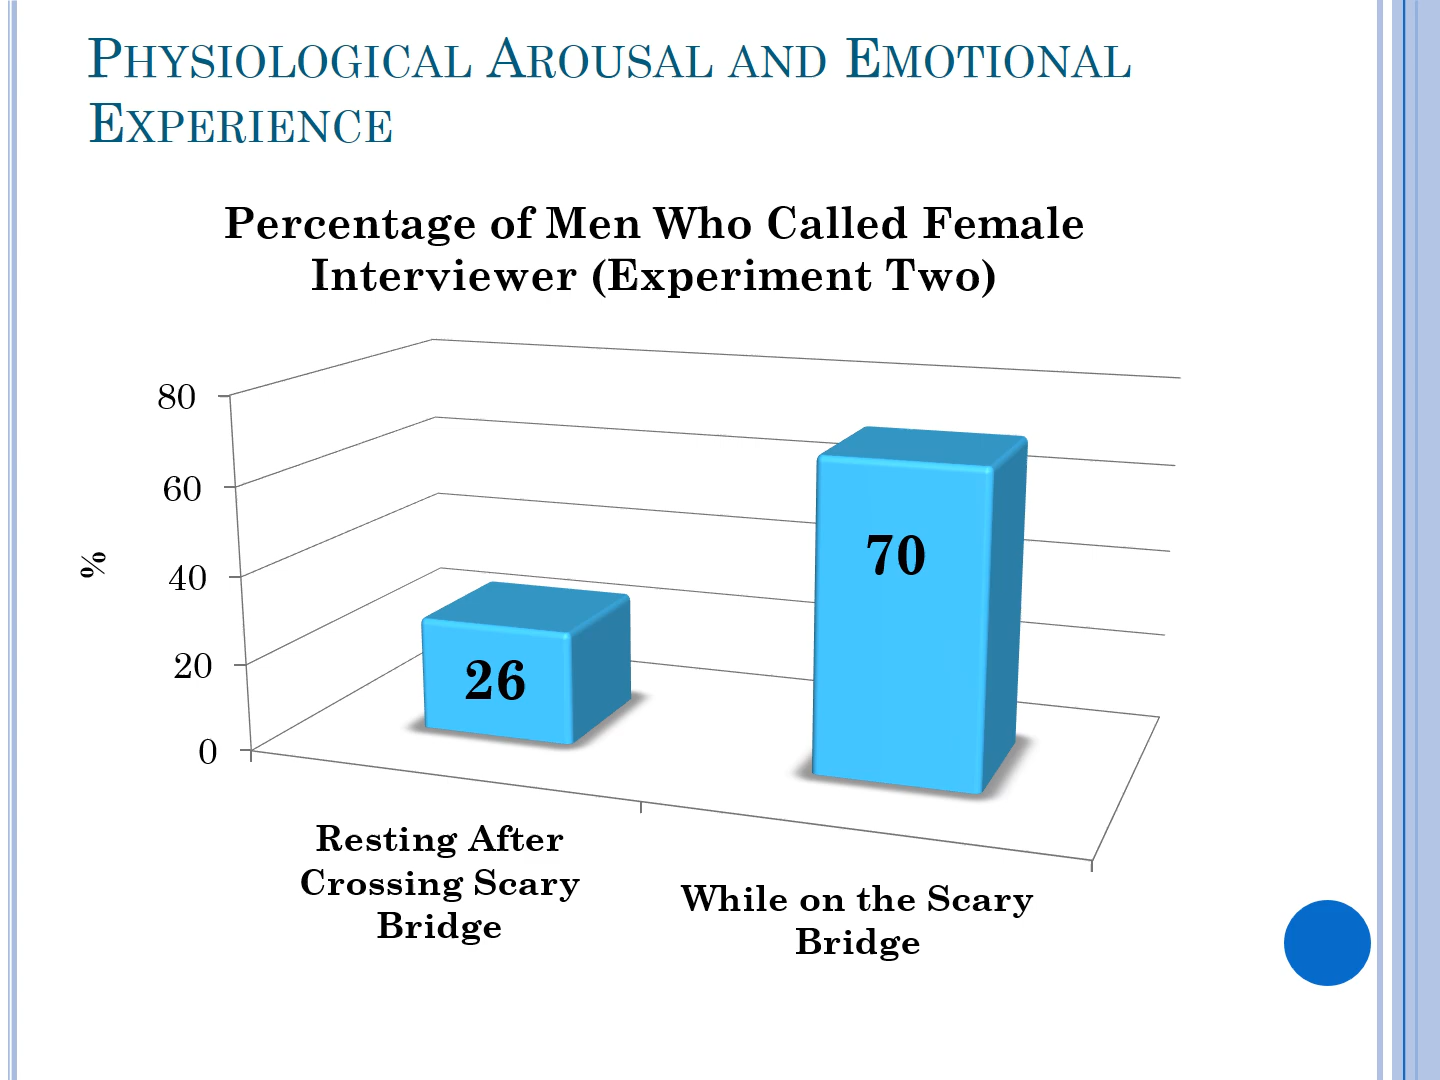 PHYSIOLOGICAL AROUSAL AND EMOTIONAL
EXPERIENCE
Percentage of Men Who Called Female
Interviewer (Experiment Two)
80
60
40
20
0
%
26
70
Resting After
Crossing Scary
Bridge
While on the Scary
Bridge